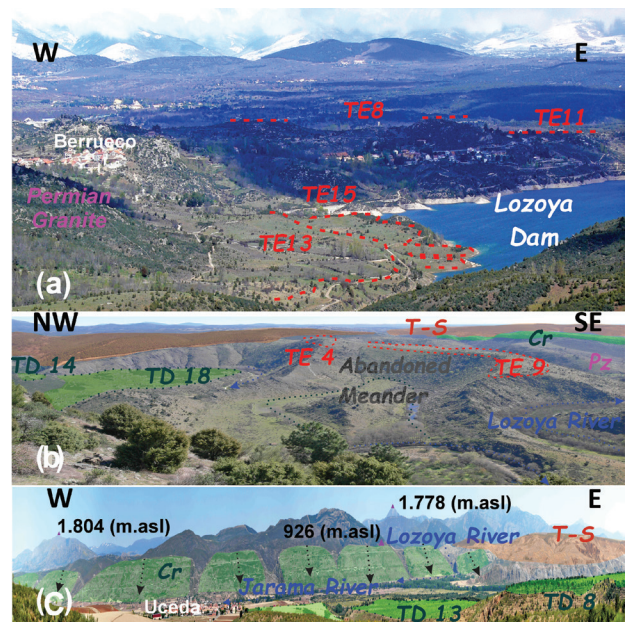 W
E
TE8
TE11
Berrueco
Permian
Granite
TE15
TE13
Lozoya
Dam
(a)
NW
T-S
SE
Cr
TD 14
TE 4
Pz
TD 18
Abandoned
Meander
TE 9
Lozoya River
(b)
W
E
1.778 (m.asl)
1.804 (m.asl)
926 (m.asl)
Lozoya River
T-S
Cr
Jarama River
Uceda
TD 13
TD 8
(C)